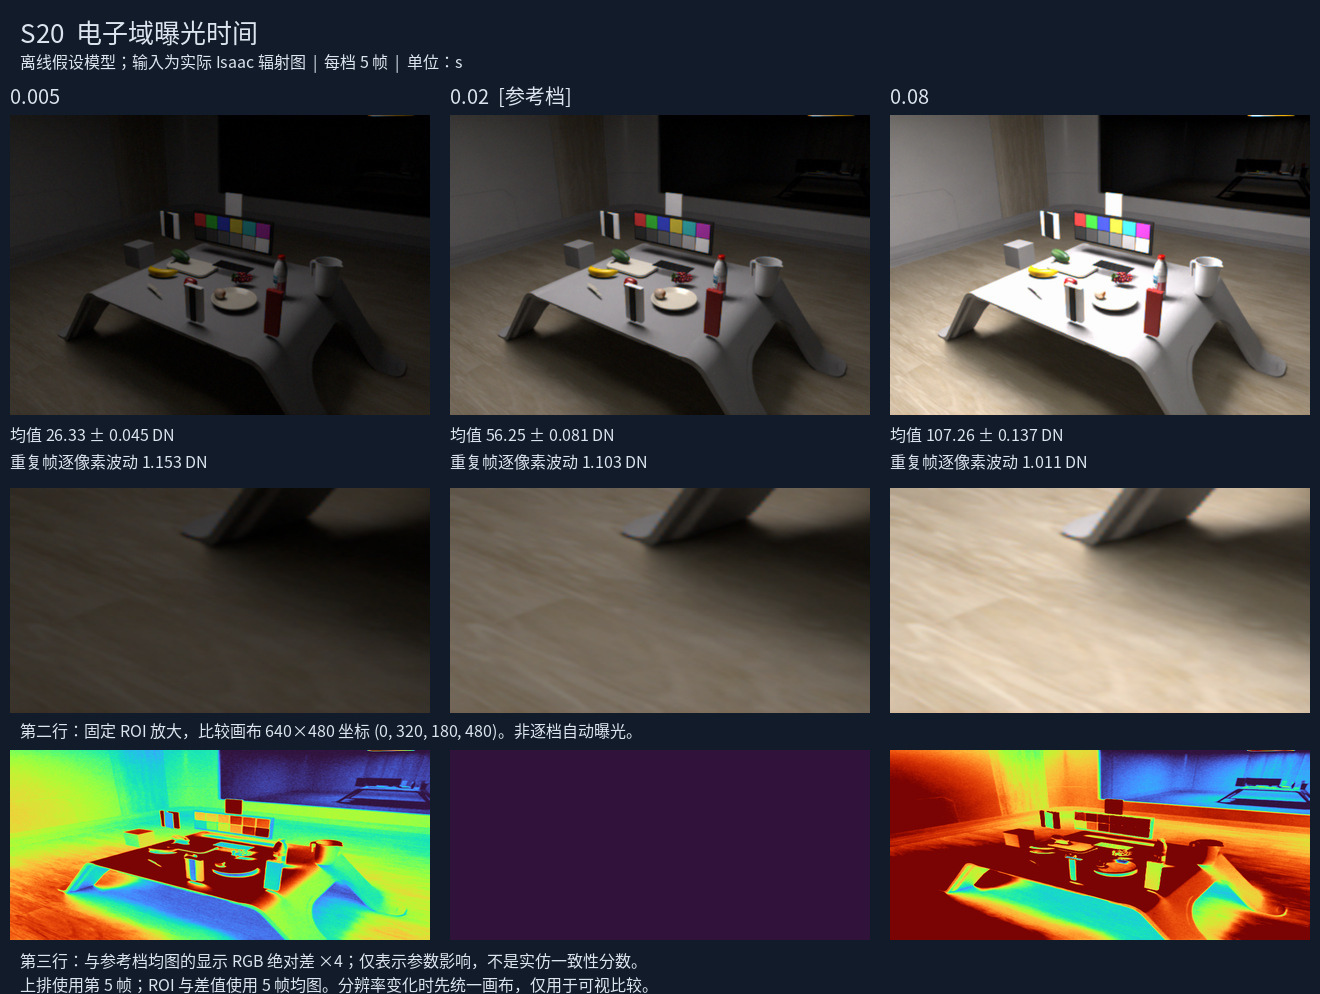 S20 电子域曝光时间
离线假设模型；输入为实际 Isaac 辐射图 | 每档 5 帧 | 单位：s
0.005
0.02 [参考档]
0.08
均值 26.33 ± 0.045 DN
重复帧逐像素波动 1.153 DN
均值 56.25 ± 0.081 DN
重复帧逐像素波动 1.103 DN
均值 107.26 ± 0.137 DN
重复帧逐像素波动 1.011 DN
第二行：固定 ROI 放大，比较画布 640×480 坐标 (0, 320, 180, 480)。非逐档自动曝光。
第三行：与参考档均图的显示 RGB 绝对差 ×4；仅表示参数影响，不是实仿一致性分数。
上排使用第 5 帧；ROI 与差值使用 5 帧均图。分辨率变化时先统一画布，仅用于可视比较。